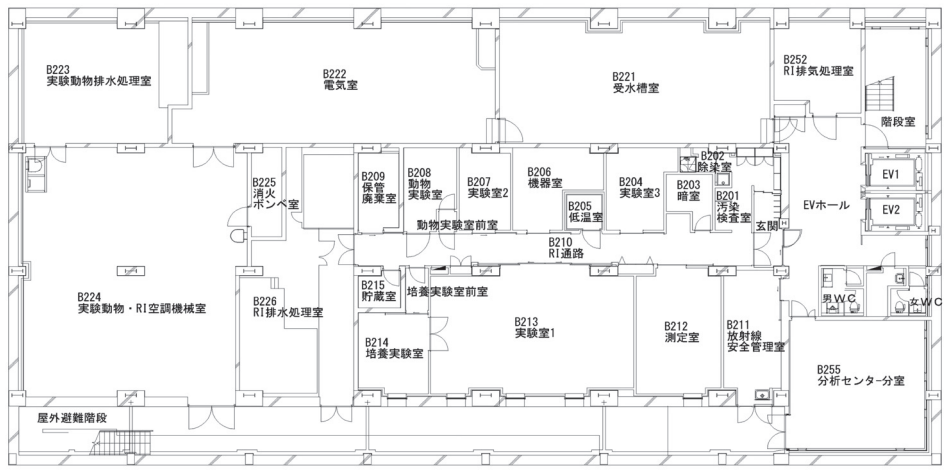 B223
実験動物排水処理室
B222
電気室
B221
受水槽室
B252
RI排気処理室
階段室
B225
消火
ボンベ室
B209
保管
廃棄室
B208
動物
実験室
B207
実験室2
B206
機器室
B205
低温室
B204
実験室3
B203
暗室
B202
除染室
B201
汚染
検査室
玄関
EVホール
EV1
EV2
動物実験室前室
B210
RI通路
B224
実験動物・RI空調機械室
B226
RI排水処理室
B215
貯蔵室
培養実験室前室
B214
培養実験室
B213
実験室1
B212
測定室
B211
放射線
安全管理室
男WC
女WC
B255
分析センタ-分室
屋外避難階段